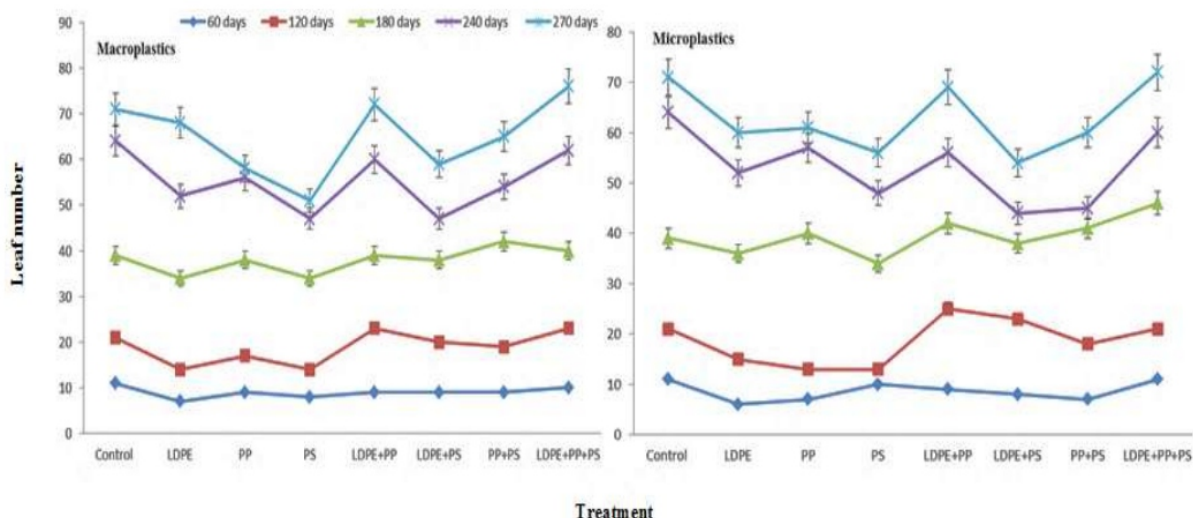 60 days 120 days 180 days 240 days 270 days
Macroplastics
90
80
70
60
50
40
30
20
10
0
Leaf number
Control LDPE PP PS LDPE+PP LDPE+PS PP+PS LDPE+PP+PS
Microplastics
80
70
60
50
40
30
20
10
0
Control LDPE PP PS LDPE+PP LDPE+PS PP+PS LDPE+PP+PS
Treatment